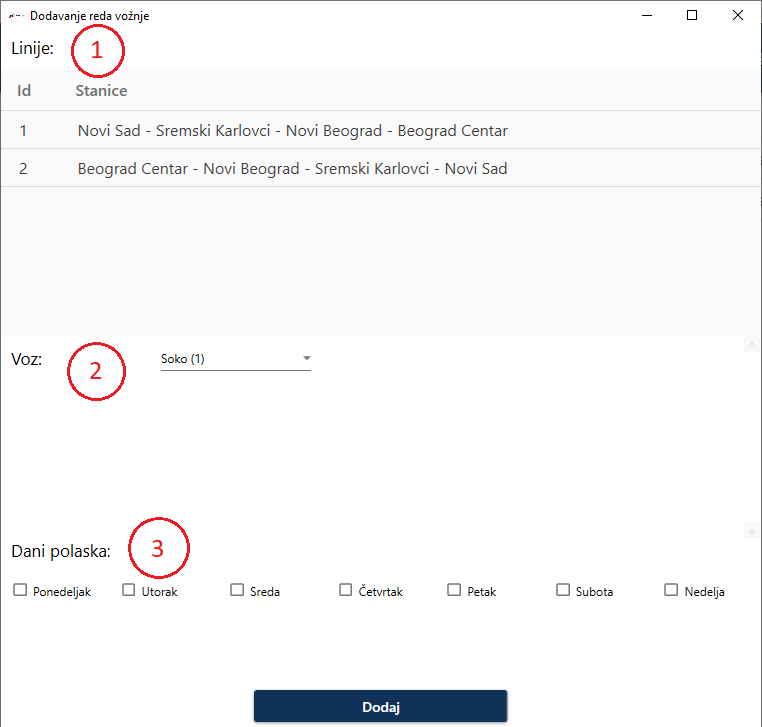 Dodavanje reda vožnje
Linije: 1
Id Stanice
1 Novi Sad - Sremski Karlovci - Novi Beograd - Beograd Centar
2 Beograd Centar - Novi Beograd - Sremski Karlovci - Novi Sad
Voz: 2 Soko (1)
Dani polaska: 3
Ponedeljak Utorak Sreda Četvrtak Petak Subota Nedelja
Dodaj